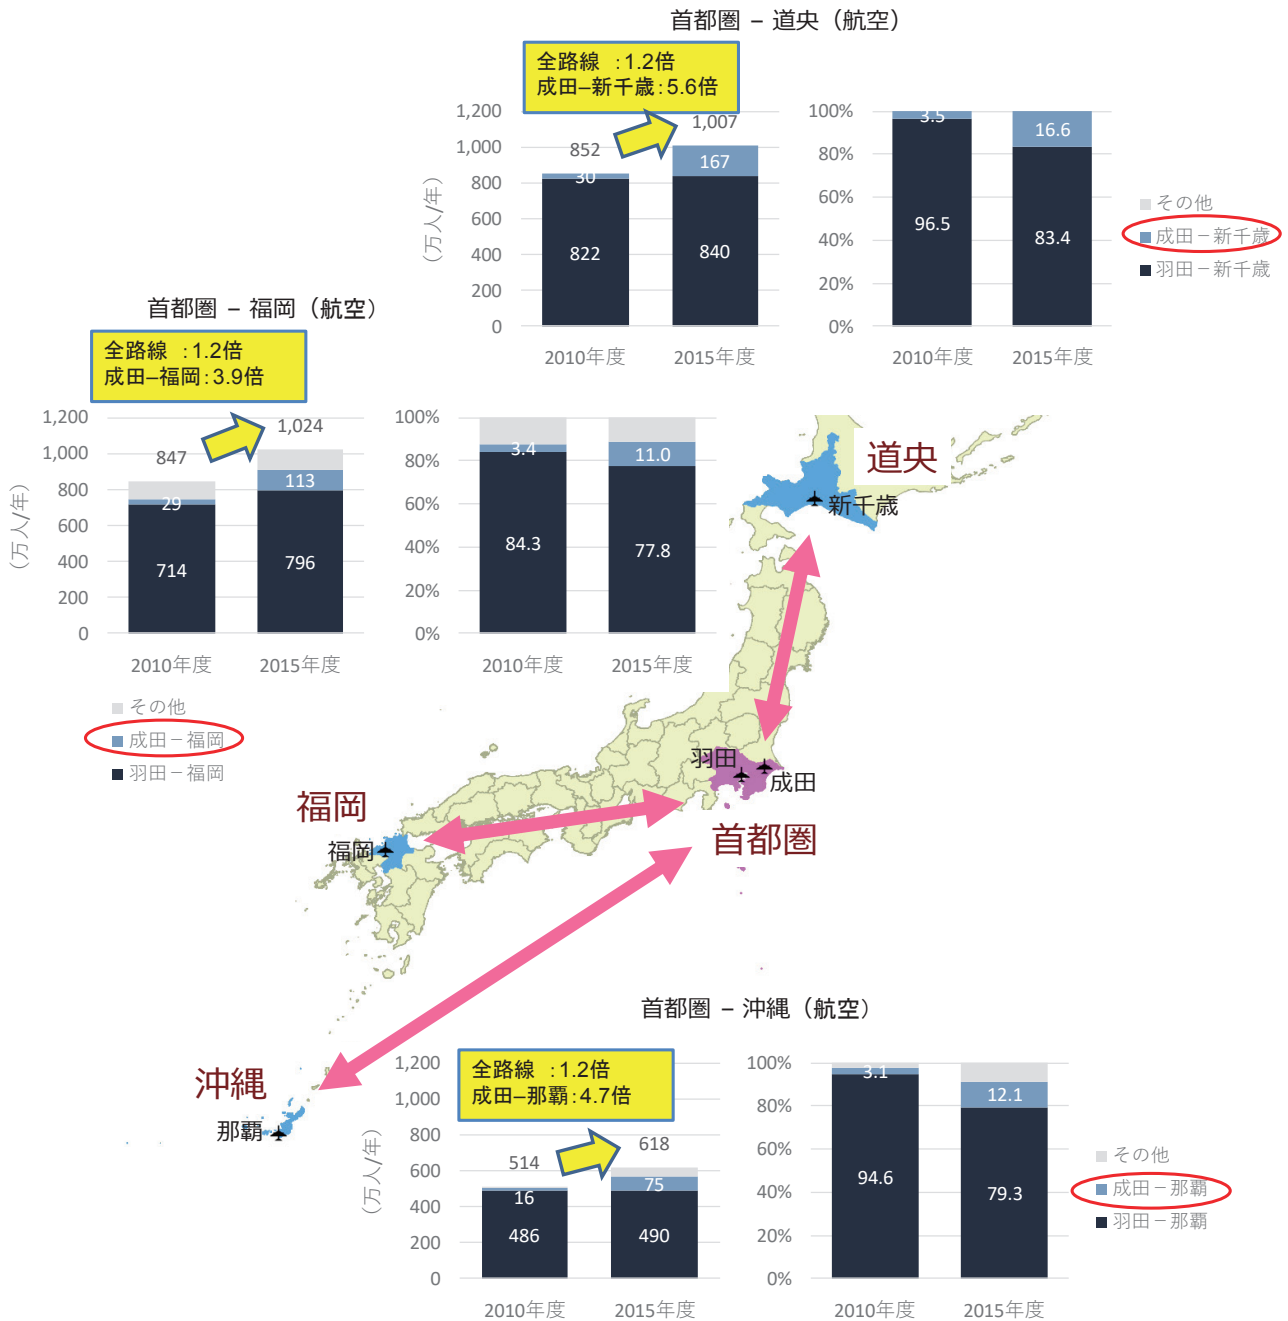 首都圏 – 道央（航空）
全路線 ：1.2倍
成田–新千歳：5.6倍
(万人/年)
1,200
1,000
800
600
400
200
0
852
30
822
1,007
167
840
2010年度
2015年度
100%
80%
60%
40%
20%
0%
3.5
96.5
16.6
83.4
2010年度
2015年度
その他
成田－新千歳
羽田－新千歳
首都圏 – 福岡（航空）
全路線 ：1.2倍
成田–福岡：3.9倍
(万人/年)
1,200
1,000
800
600
400
200
0
847
29
714
1,024
113
796
2010年度
2015年度
100%
80%
60%
40%
20%
0%
3.4
84.3
11.0
77.8
2010年度
2015年度
その他
成田－福岡
羽田－福岡
道央
新千歳
羽田
成田
首都圏
福岡
福岡
沖縄
那覇
首都圏 – 沖縄（航空）
全路線 ：1.2倍
成田–那覇：4.7倍
(万人/年)
1,200
1,000
800
600
400
200
0
514
16
486
618
75
490
2010年度
2015年度
100%
80%
60%
40%
20%
0%
3.1
94.6
12.1
79.3
2010年度
2015年度
その他
成田－那覇
羽田－那覇